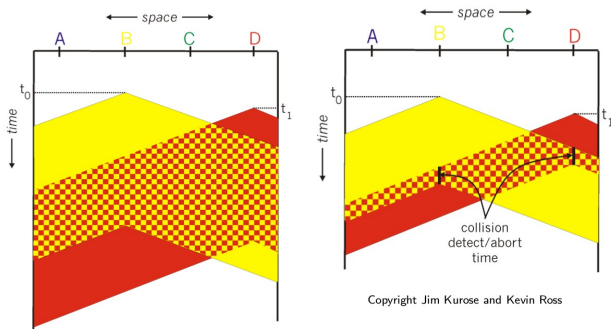 space
A B C D
t0
t1
time
space
A B C D
t0
t1
time
collision
detect/abort
time
Copyright Jim Kurose and Kevin Ross